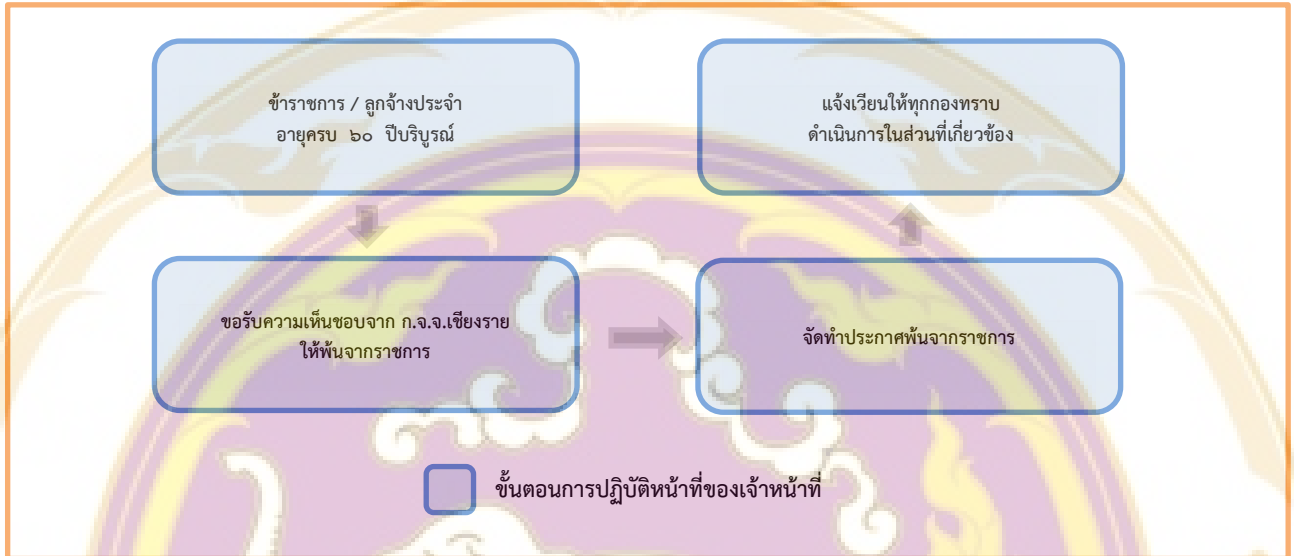 ข้าราชการ / ลูกจ้างประจำ
อายุครบ ๖๐ ปีบริบูรณ์
ขอรับความเห็นชอบจาก ก.จ.จ.เชียงราย
ให้พ้นจากราชการ
จัดทำประกาศพ้นจากราชการ
แจ้งเวียนให้ทุกกองทราบ
ดำเนินการในส่วนที่เกี่ยวข้อง
ขั้นตอนการปฏิบัติหน้าที่ของเจ้าหน้าที่